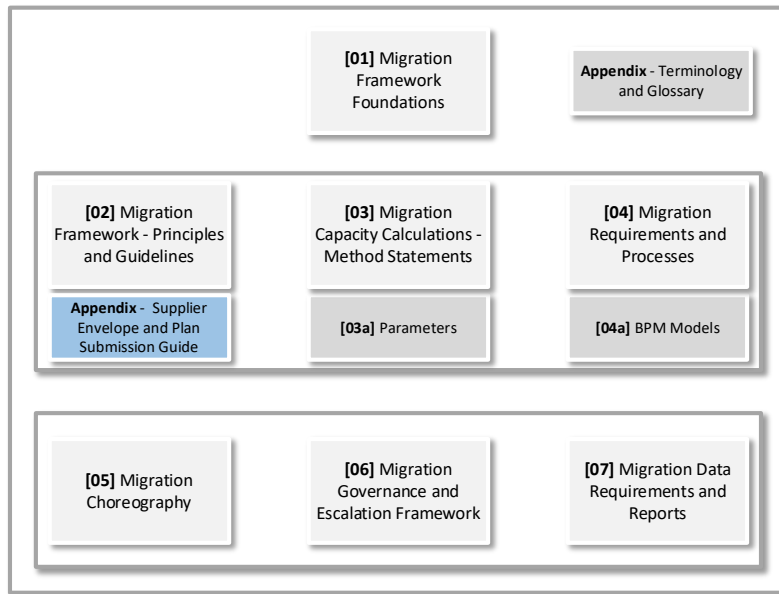 [01] Migration
Framework
Foundations
Appendix - Terminology
and Glossary
[02] Migration
Framework - Principles
and Guidelines
[03] Migration
Capacity Calculations -
Method Statements
[04] Migration
Requirements and
Processes
Appendix - Supplier
Envelope and Plan
Submission Guide
[03a] Parameters
[04a] BPM Models
[05] Migration
Choreography
[06] Migration
Governance and
Escalation Framework
[07] Migration Data
Requirements and
Reports